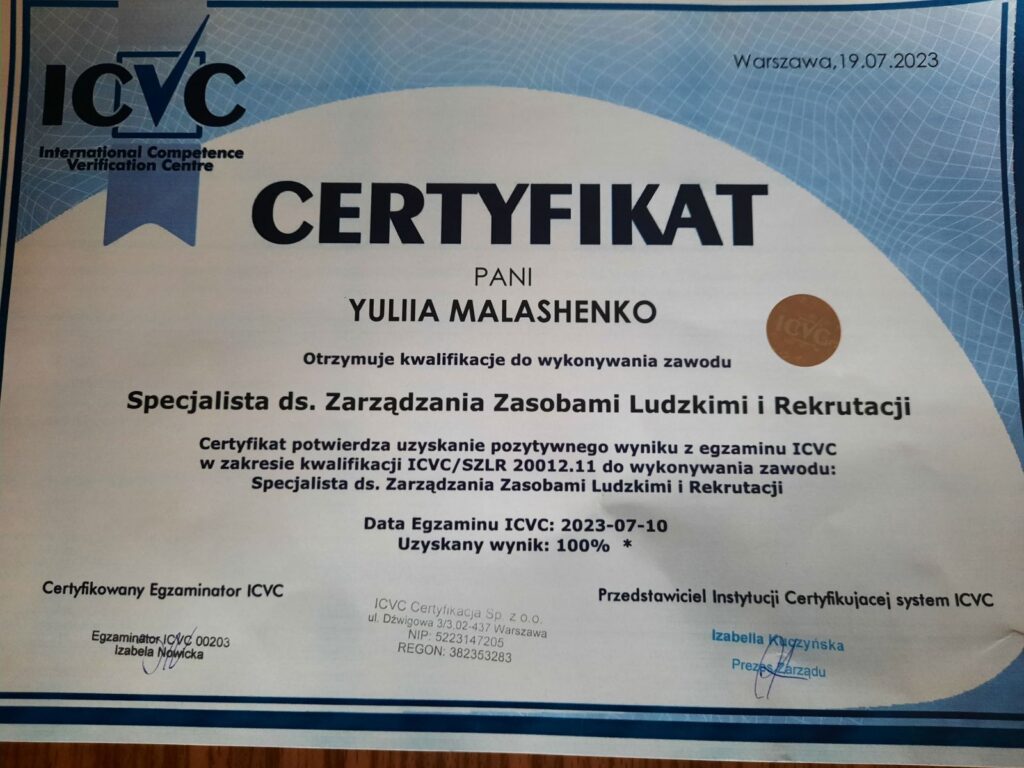 ICVC
International Competence
Verification Centre
Warszawa,19.07.2023
CERTYFIKAT
PANI
YULIIA MALASHENKO
ICVC
Otrzymuje kwalifikacje do wykonywania zawodu
Specjalista ds. Zarządzania Zasobami Ludzkimi i Rekrutacji
Certyfikat potwierdza uzyskanie pozytywnego wyniku z egzaminu ICVC
w zakresie kwalifikacji ICVC/SZLR 20012.11 do wykonywania zawodu:
Specjalista ds. Zarządzania Zasobami Ludzkimi i Rekrutacji
Data Egzaminu ICVC: 2023-07-10
Uzyskany wynik: 100% *
Certyfikowany Egzaminator ICVC
Egzaminator ICVC 00203
Izabela Nowicka
ICVC Certyfikacja Sp. z o.o.
ul. Dźwigowa 3/3,02-437 Warszawa
NIP: 5223147205
REGON: 382353283
Przedstawiciel Instytucji Certyfikujacej system ICVC
Izabella Kuczyńska
Prezes Zarządu